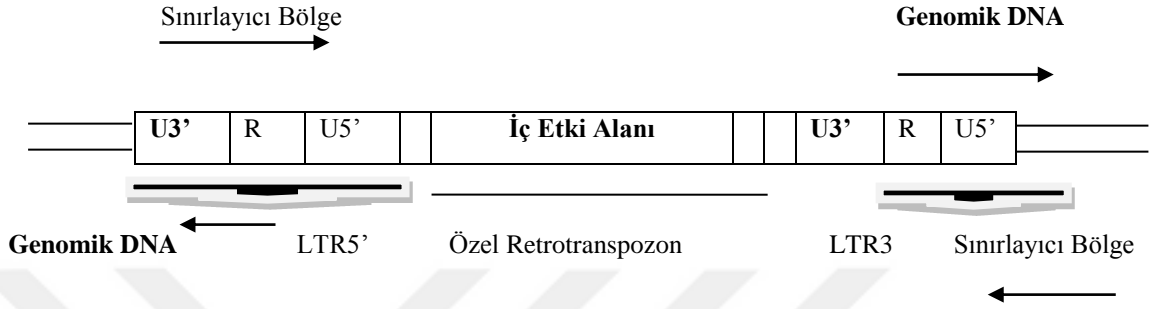 Sınırlayıcı Bölge Genomik DNA
U3’ R U5’ İç Etki Alanı U3’ R U5’
Genomik DNA LTR5’ Özel Retrotranspozon LTR3 Sınırlayıcı Bölge